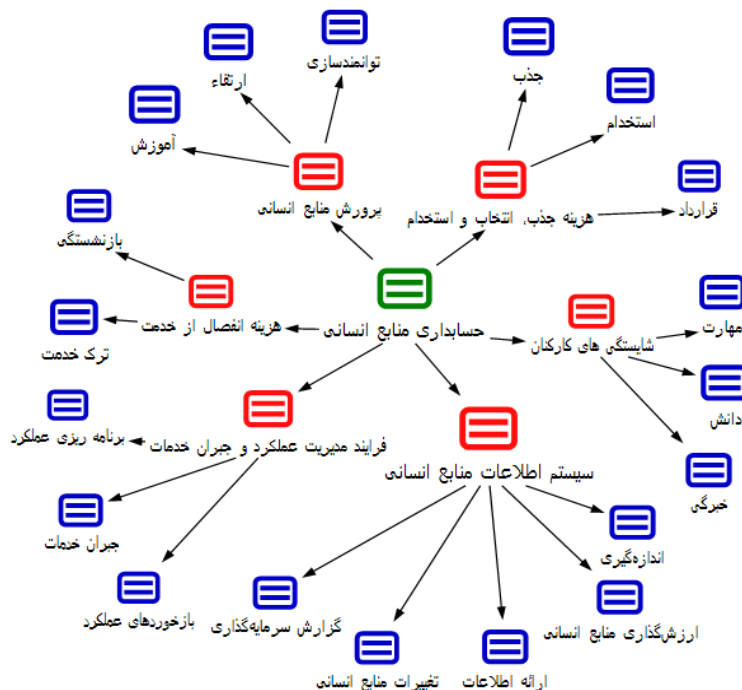 توانمندسازی
ارتقاء
آموزش
پرورش منابع انسانی
جذب
استخدام
هزینه جذب، انتخاب و استخدام
قرارداد
بازنشستگی
هزینه انفصال از خدمت
ترک خدمت
حسابداری منابع انسانی
شایستگی های کارکنان
مهارت
دانش
خبرگی
فرایند مدیریت عملکرد و جبران خدمات
برنامه ریزی عملکرد
جبران خدمات
بازخوردهای عملکرد
سیستم اطلاعات منابع انسانی
اندازه‌گیری
ارزش‌گذاری منابع انسانی
ارائه اطلاعات
تغییرات منابع انسانی
گزارش سرمایه‌گذاری